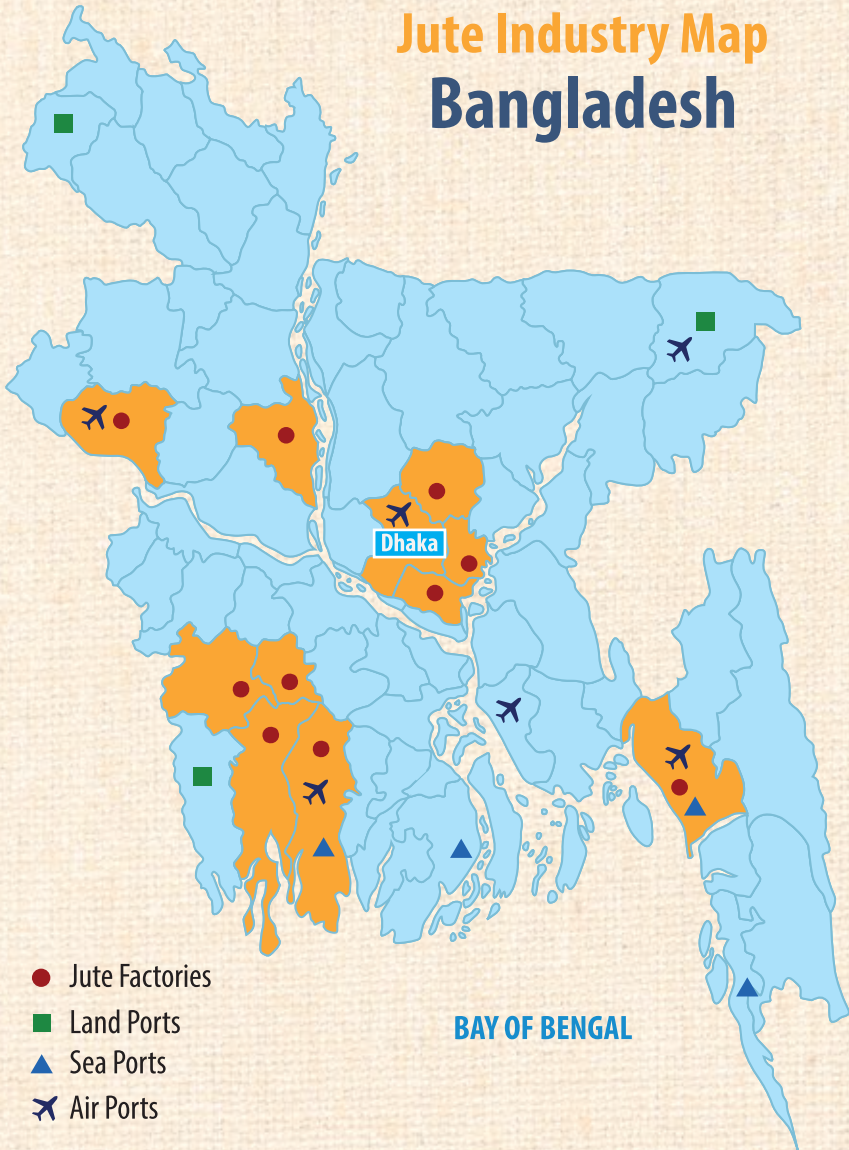 Jute Industry Map
Bangladesh
Dhaka
Jute Factories
Land Ports
Sea Ports
Air Ports
BAY OF BENGAL